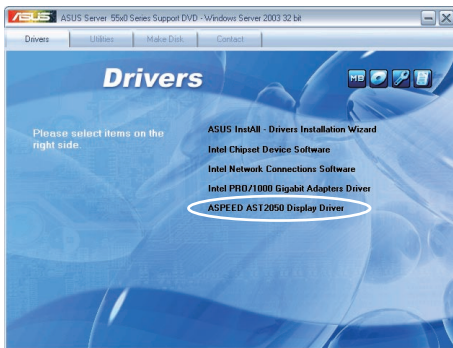 ASUS ASUS Server 55x0 Series Support DVD - Windows Server 2003 32 bit
Drivers Utilities Make Disk Contact
Drivers
MB
Please select items on the
right side.
ASUS InstAll - Drivers Installation Wizard
Intel Chipset Device Software
Intel Network Connections Software
Intel PRO/1000 Gigabit Adapters Driver
ASPEED AST2050 Display Driver